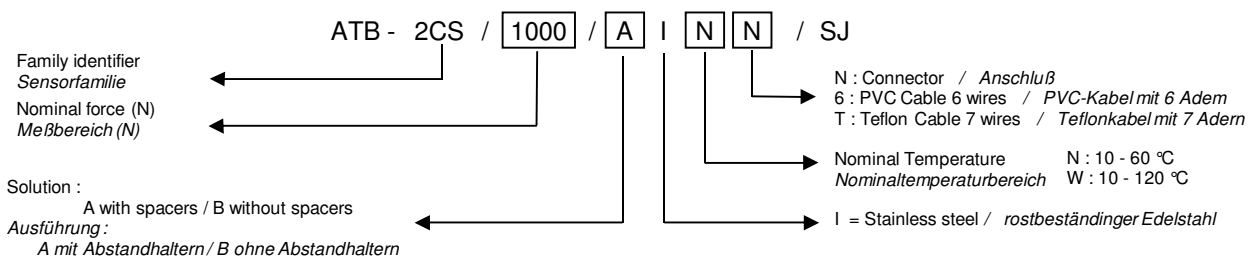 ATB - 2CS / 1000 / A I N N / SJ
Family identifier
Sensorfamilie
Nominal force (N)
Meßbereich (N)
Solution :
A with spacers / B without spacers
Ausführung :
A mit Abstandhaltern / B ohne Abstandhaltern
N : Connector / Anschluß
6 : PVC Cable 6 wires / PVC-Kabel mit 6 Adem
T : Teflon Cable 7 wires / Teflonkabel mit 7 Adern
Nominal Temperature N : 10 - 60 °C
Nominaltemperaturbereich W : 10 - 120 °C
I = Stainless steel / rostbeständinger Edelstahl